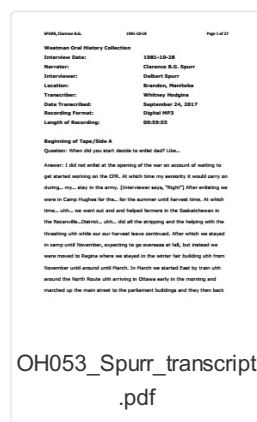 SPURR, Clarence B.G. 1981-10-28 Page 1 of 27
Westman Oral History Collection
Interview Date: 1981-10-28
Narrator: Clarence B.G. Spurr
Interviewer: Delbert Spurr
Location: Brandon, Manitoba
Transcriber: Whitney Hodgins
Date Transcribed: September 24, 2017
Recording Format: Digital MP3
Length of Recording: 00:59:55
Beginning of Tape/Side A
Question: When did you start decide to enlist dad? Like...
Answer: I did not enlist at the opening of the war on account of waiting to
get started working on the CPR. At which time my seniority it would carry on
during... my... stay in the army. [Interviewer says, "Right"] After enlisting we
were in Camp Hughes for the... for the summer until harvest time. At which
time... uhh... we went out and and helped farmers in the Saskatchewan in
the Rocanville...District... uhh... did all the stripping and the helping with the
threshing uhh while our our harvest leave continued. After which we stayed
in camp until November, expecting to go overseas at fall, but instead we
were moved to Regina where we stayed in the winter fair building uhh from
November until around until March. In March we started East by train uhh
around the North Route uhh arriving in Ottawa early in the morning and
marched up the main street to the parliament buildings and they then back
OH053_Spurr_transcript
.pdf